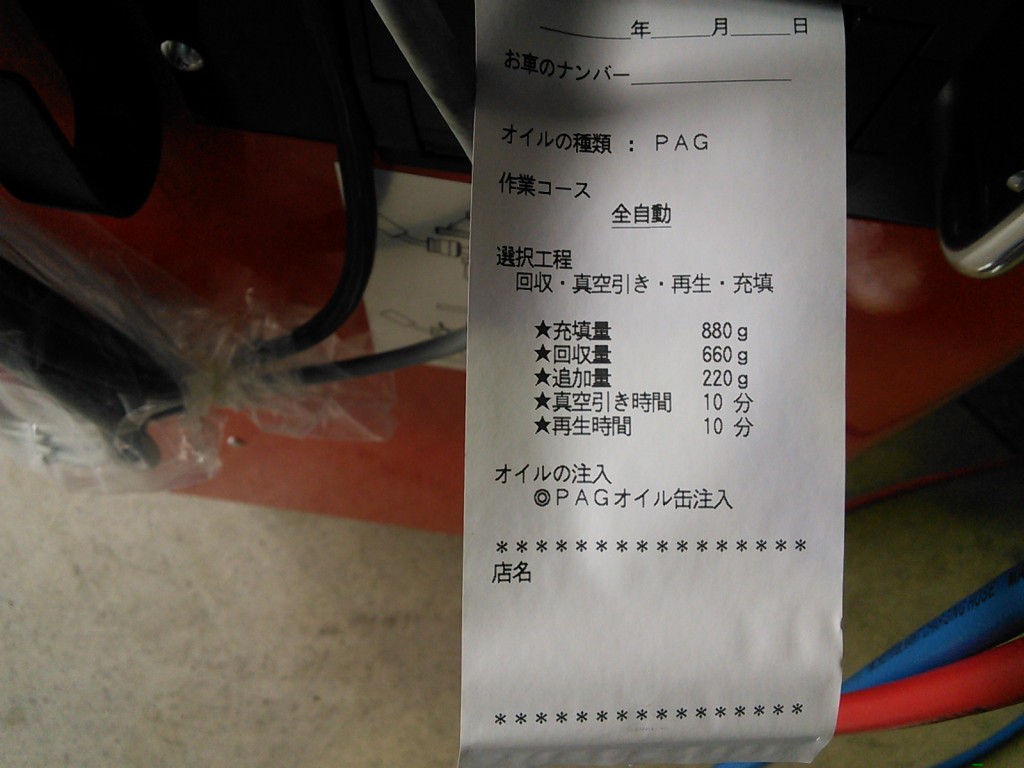 年 月 日
お車のナンバー
オイルの種類 : PAG
作業コース
全自動
選択工程
回収・真空引き・再生・充填
★充填量 880g
★回収量 660g
★追加量 220g
★真空引き時間 10 分
★再生時間 10 分
オイルの注入
◎PAGオイル缶注入
****************
店名
****************
CHARGING HOSE